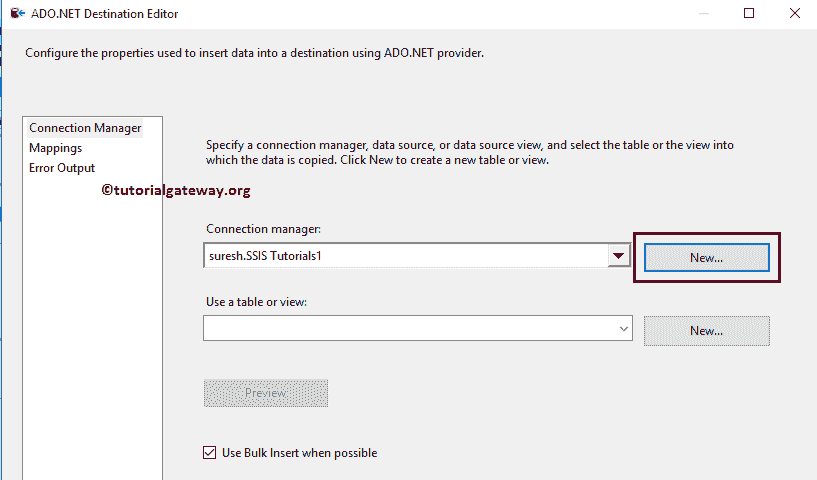 ADO.NET Destination Editor
Configure the properties used to insert data into a destination using ADO.NET provider.
Connection Manager
Mappings
Error Output
©tutorialgateway.org
Specify a connection manager, data source, or data source view, and select the table or the view into
which the data is copied. Click New to create a new table or view.
Connection manager:
suresh.SSIS Tutorials1
New...
Use a table or view:
New...
Preview
Use Bulk Insert when possible